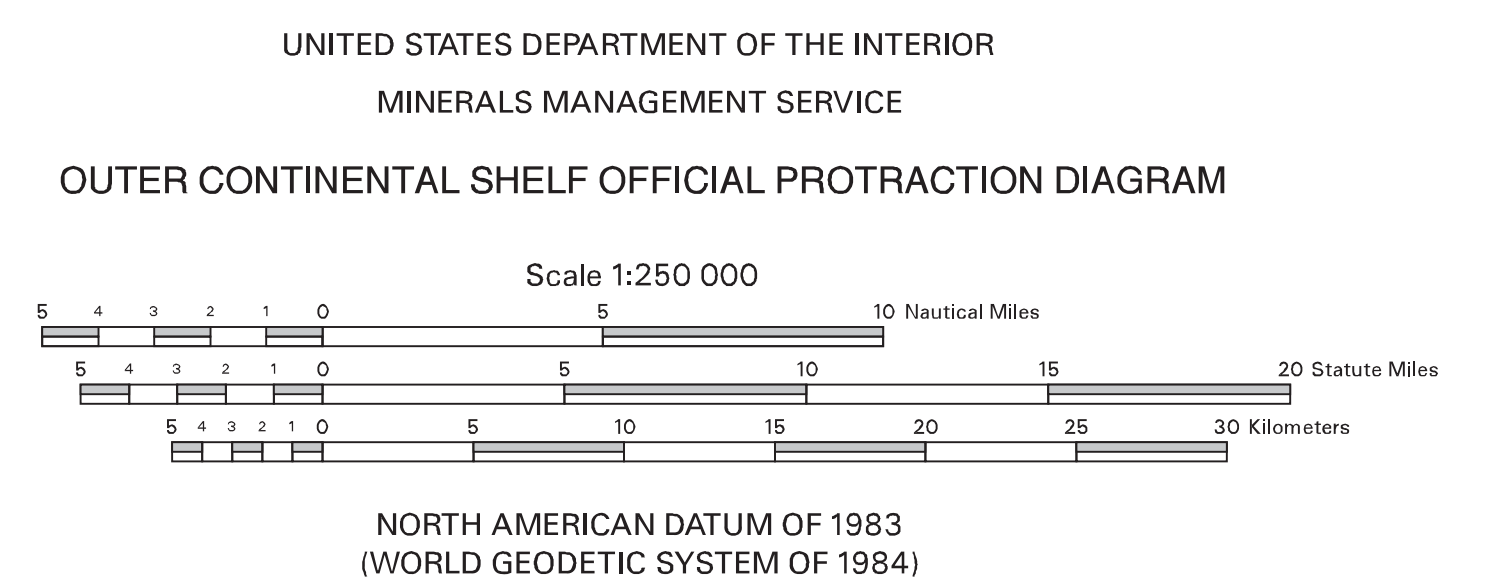 UNITED STATES DEPARTMENT OF THE INTERIOR
MINERALS MANAGEMENT SERVICE
OUTER CONTINENTAL SHELF OFFICIAL PROTRACTION DIAGRAM
Scale 1:250 000
5 4 3 2 1 0 5 10 Nautical Miles
5 4 3 2 1 0 5 10 15 20 Statute Miles
5 4 3 2 1 0 5 10 15 20 25 30 Kilometers
NORTH AMERICAN DATUM OF 1983
(WORLD GEODETIC SYSTEM OF 1984)